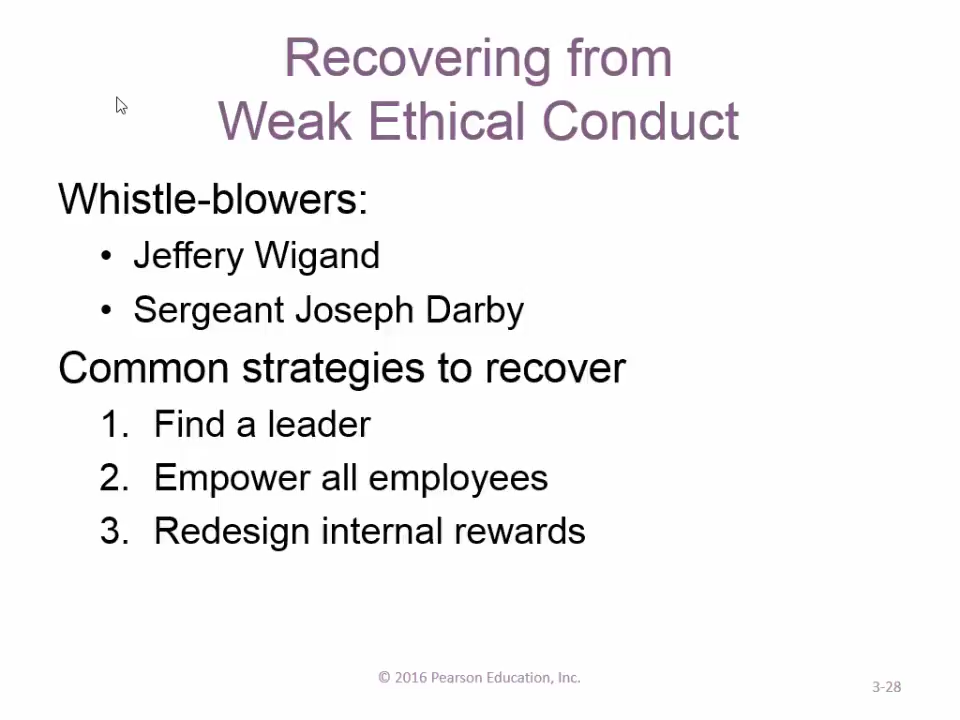 Recovering from
Weak Ethical Conduct
Whistle-blowers:
• Jeffery Wigand
• Sergeant Joseph Darby
Common strategies to recover
1. Find a leader
2. Empower all employees
3. Redesign internal rewards
© 2016 Pearson Education, Inc.
3-28